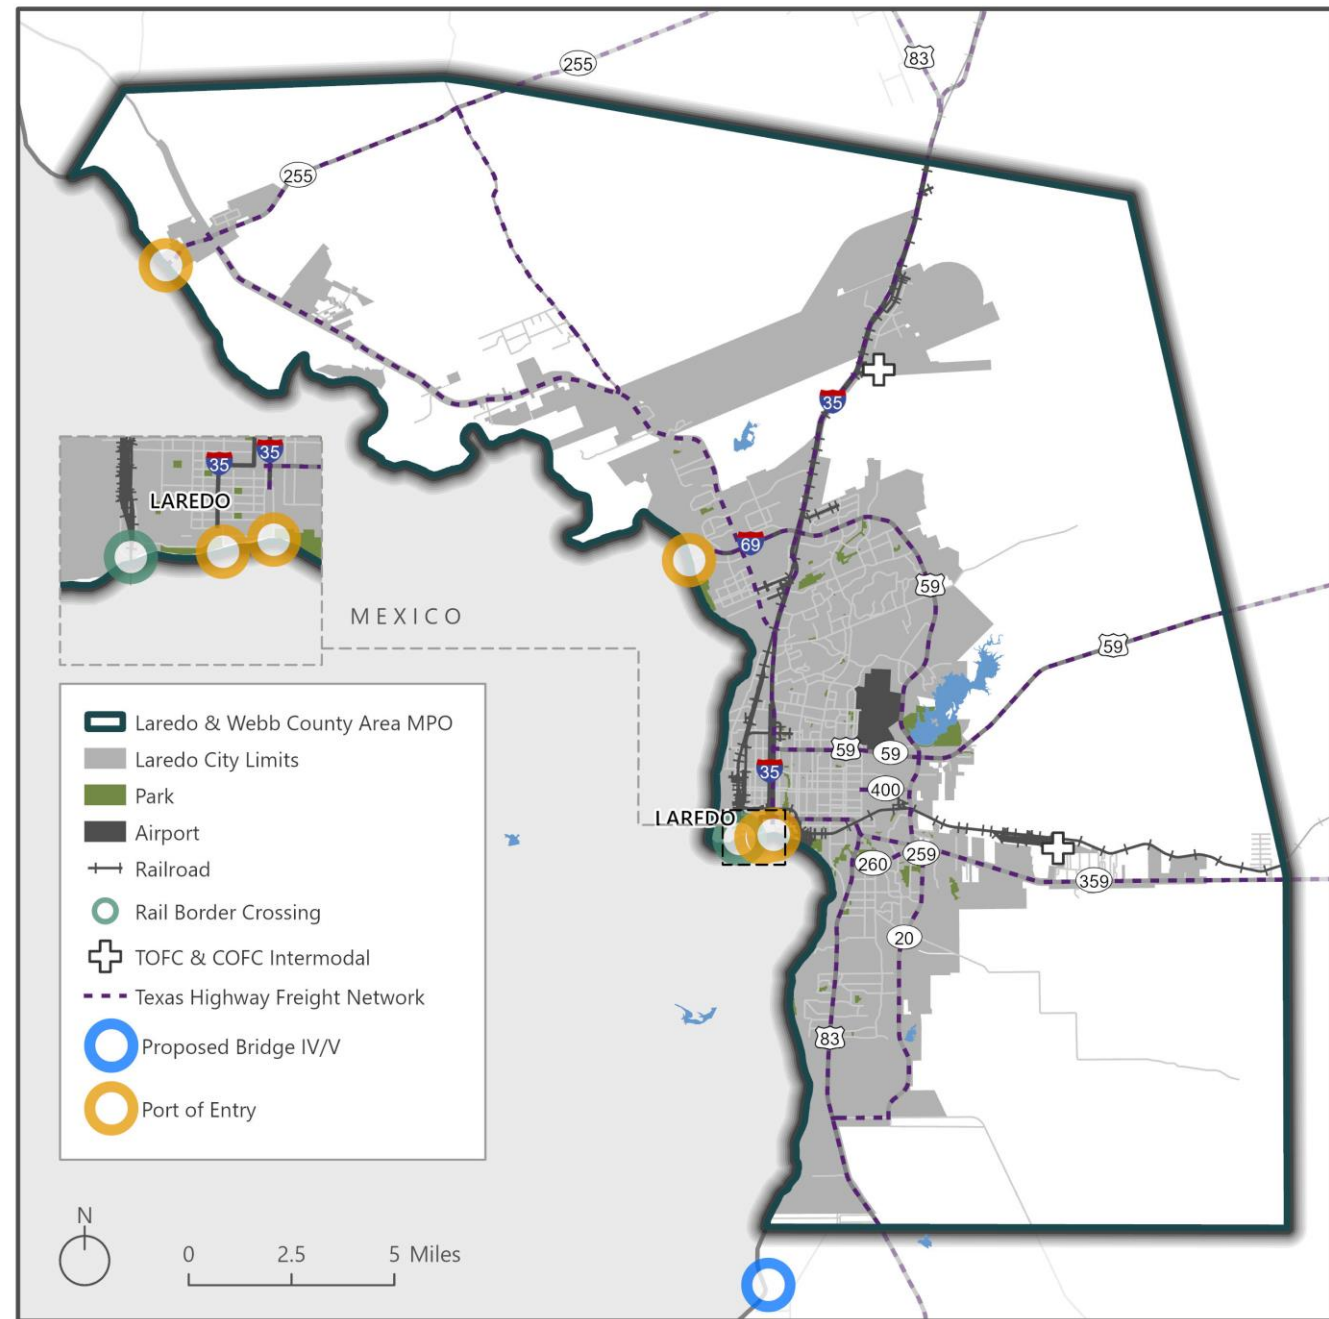 83
255
255
35
35
35
LAREDO
69
59
MEXICO
59
59
59
35
400
LAREDO
260
259
359
20
83
Laredo & Webb County Area MPO
Laredo City Limits
Park
Airport
Railroad
Rail Border Crossing
TOFC & COFC Intermodal
Texas Highway Freight Network
Proposed Bridge IV/V
Port of Entry
N
0 2.5 5 Miles